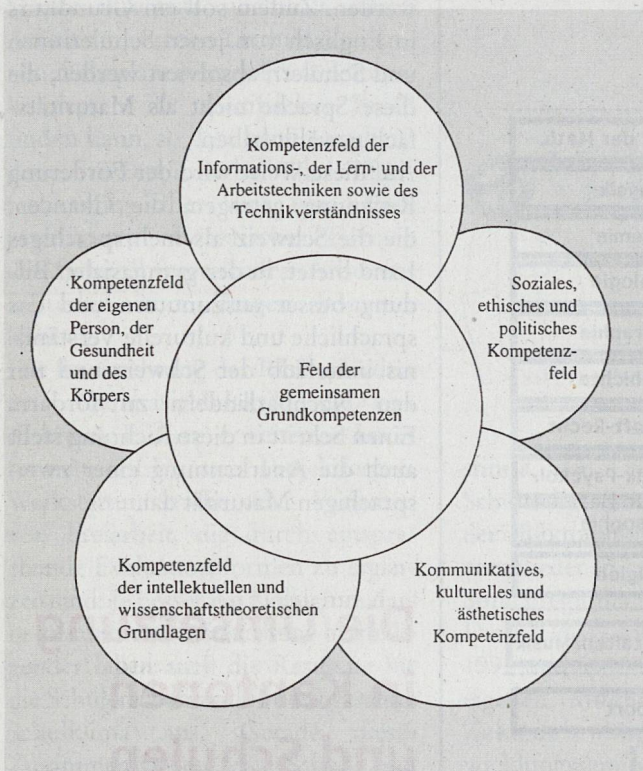 Kompetenzfeld der
Informations-, der Lern- und der
Arbeitstechniken sowie des
Technikverständnisses
Kompetenzfeld
der eigenen
Person, der
Gesundheit
und des
Körpers
Soziales,
ethisches und
politisches
Kompetenz-
feld
Feld der
gemeinsamen
Grundkompetenzen
Kompetenzfeld
der intellektuellen und
wissenschaftstheoretischen
Grundlagen
Kommunikatives,
kulturelles und
ästhetisches
Kompetenzfeld